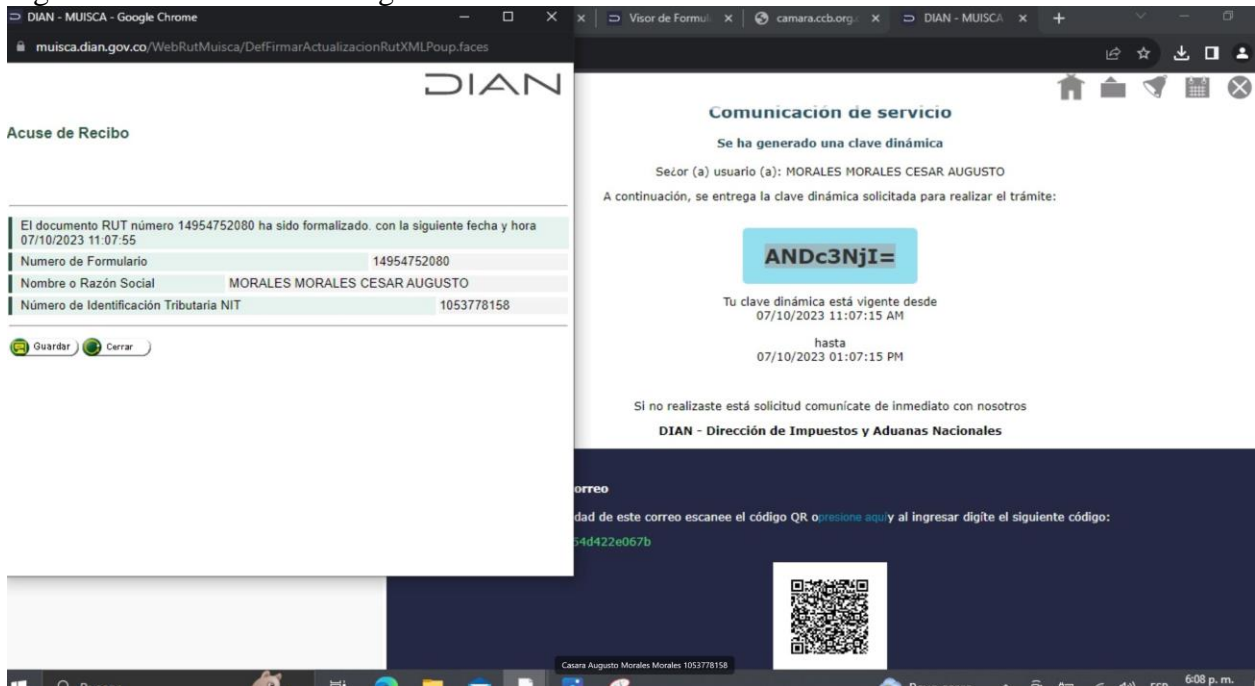 DIAN - MUISCA - Google Chrome
Visor de Formul
camara.ccb.org.
DIAN - MUISCA
muisca.dian.gov.co/WebRutMuisca/DefFirmarActualizacionRutXMLPoup.faces
DIAN
Acuse de Recibo
El documento RUT número 14954752080 ha sido formalizado. con la siguiente fecha y hora
07/10/2023 11:07:55
Numero de Formulario 14954752080
Nombre o Razón Social MORALES MORALES CESAR AUGUSTO
Número de Identificación Tributaria NIT 1053778158
Guardar Cerrar
Comunicación de servicio
Se ha generado una clave dinámica
Señor (a) usuario (a): MORALES MORALES CESAR AUGUSTO
A continuación, se entrega la clave dinámica solicitada para realizar el trámite:
ANDc3NjI=
Tu clave dinámica está vigente desde
07/10/2023 11:07:15 AM
hasta
07/10/2023 01:07:15 PM
Si no realizaste está solicitud comunícate de inmediato con nosotros
DIAN - Dirección de Impuestos y Aduanas Nacionales
orreo
dad de este correo escanee el código QR opresione aquíy al ingresar digíte el siguiente código:
54d422e067b
Casara Augusto Morales Morales 1053778158
ESP
6:08 p. m.